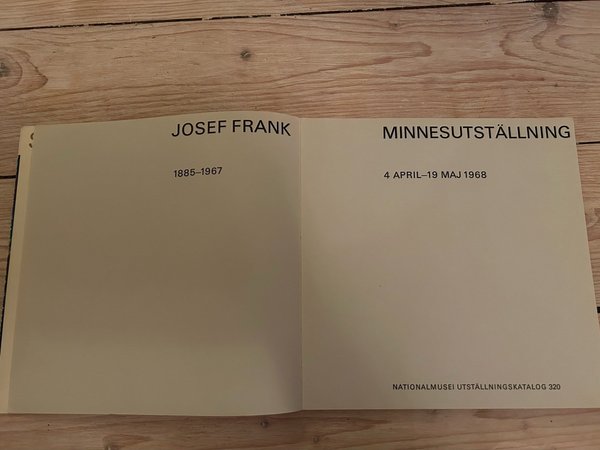 JOSEF FRANK
1885–1967
MINNESUTSTÄLLNING
4 APRIL–19 MAJ 1968
NATIONALMUSEI UTSTÄLLNINGSKATALOG 320